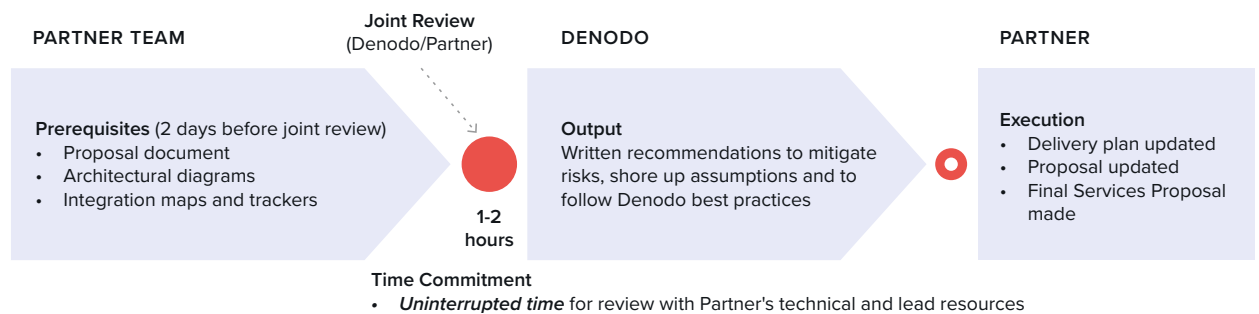 PARTNER TEAM
Prerequisites (2 days before joint review)
• Proposal document
• Architectural diagrams
• Integration maps and trackers
Joint Review
(Denodo/Partner)
1-2
hours
DENODO
Output
Written recommendations to mitigate
risks, shore up assumptions and to
follow Denodo best practices
PARTNER
Execution
• Delivery plan updated
• Proposal updated
• Final Services Proposal
made
Time Commitment
• Uninterrupted time for review with Partner's technical and lead resources